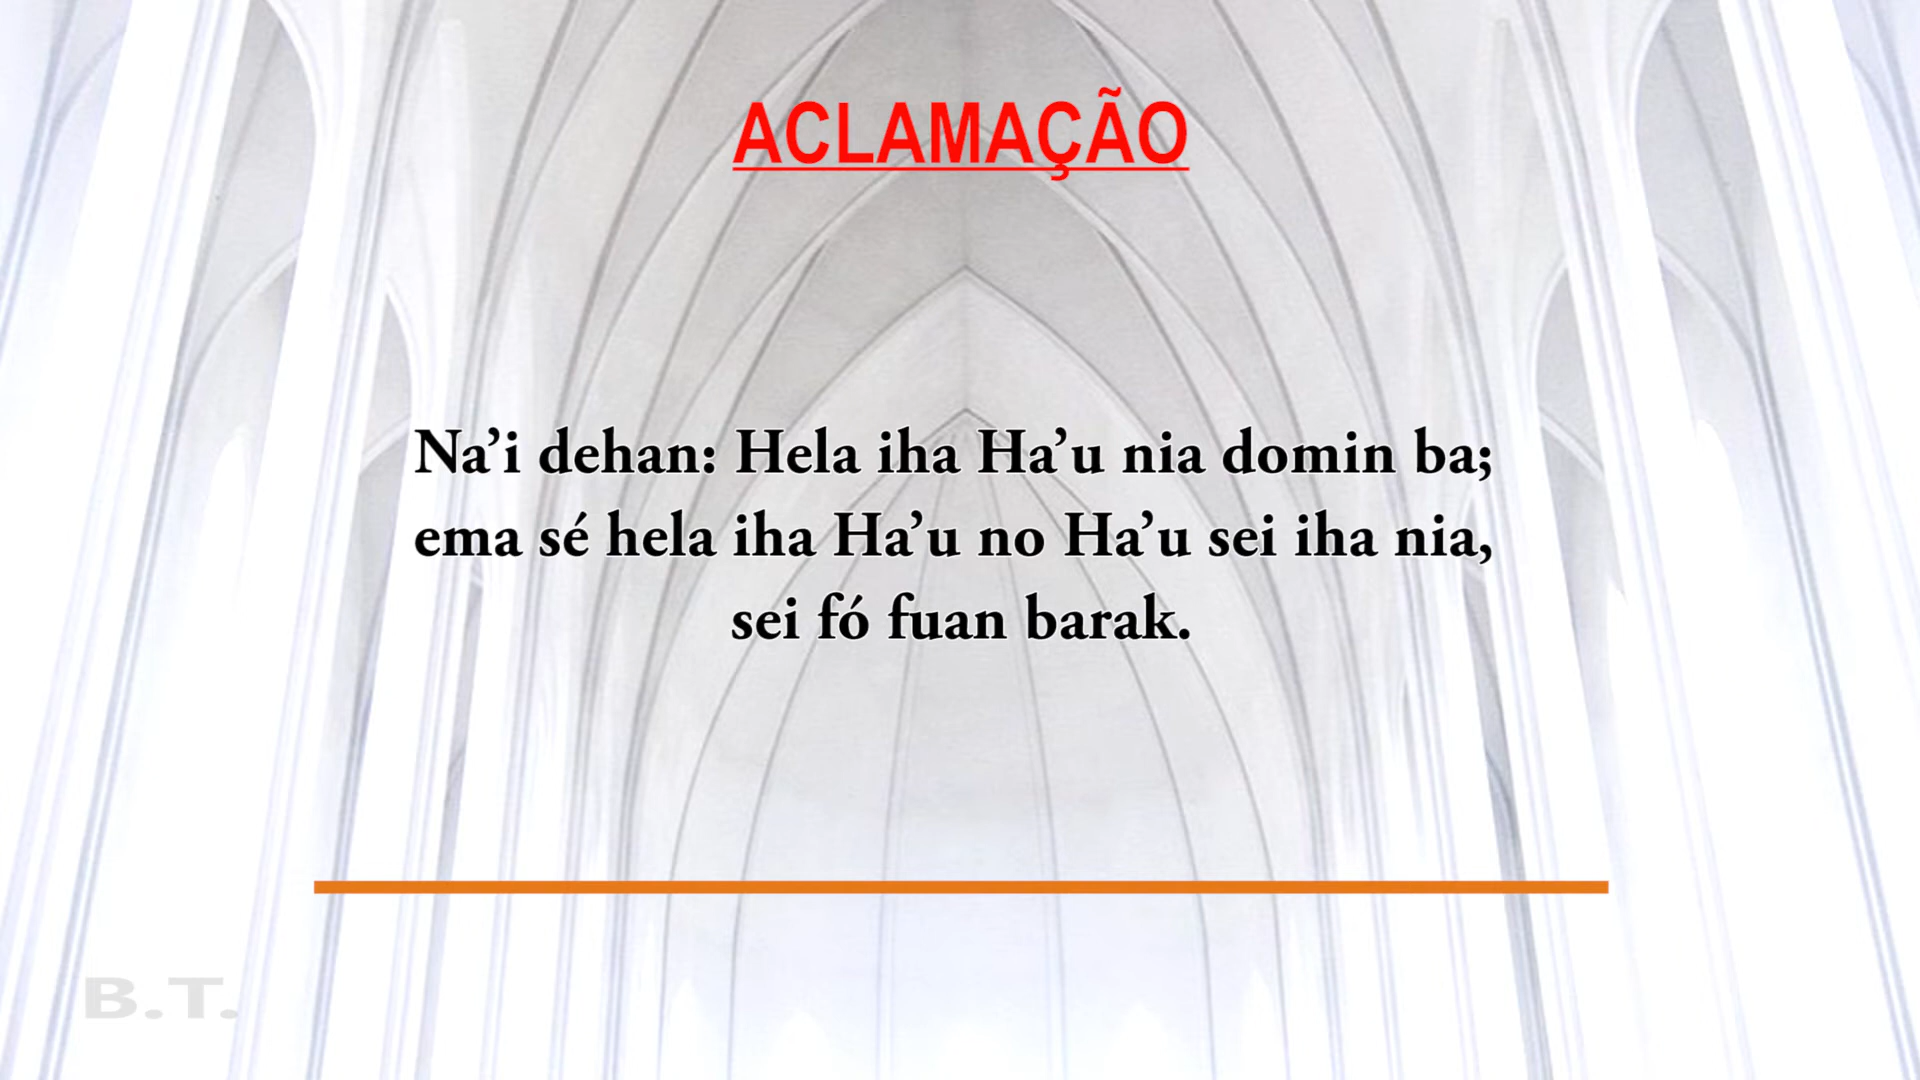 ACLAMAÇÃO
Na’i dehan: Hela iha Ha’u nia domin ba;
ema sé hela iha Ha’u no Ha’u sei iha nia,
sei fó fuan barak.
B.T.